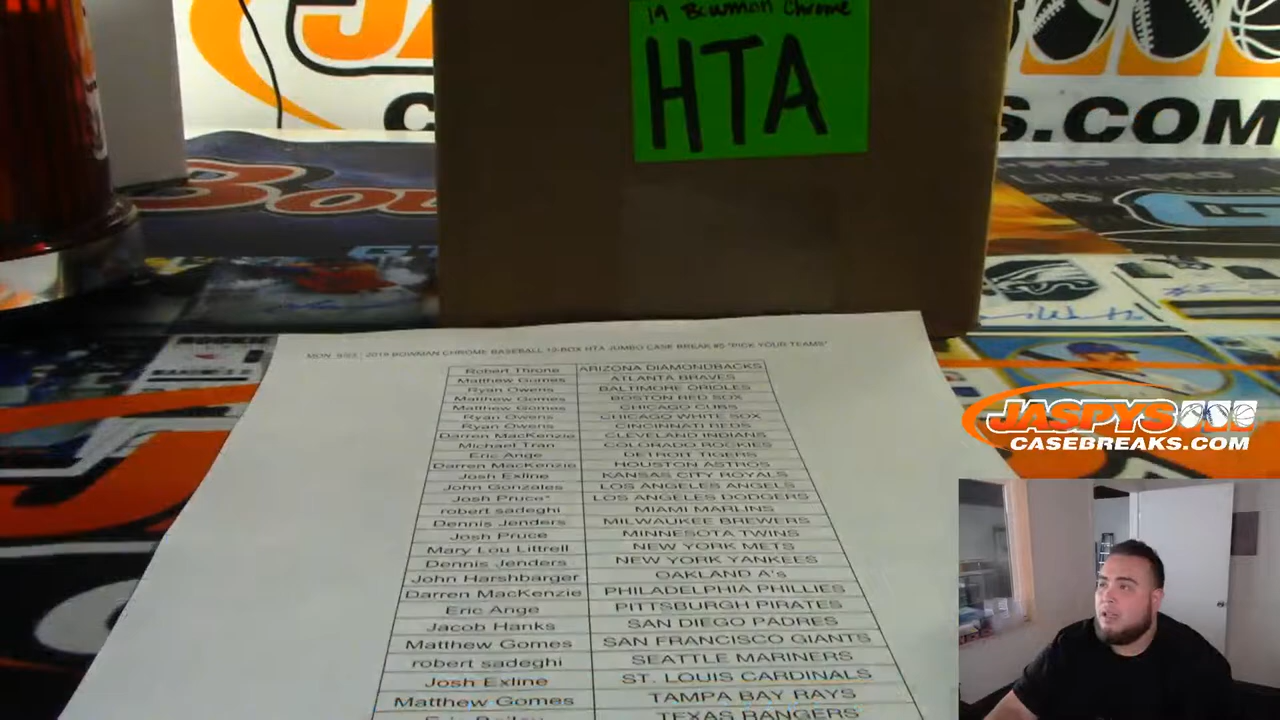 19 Bowman Chrome
HTA
S.COM
MON 9/23 | 2019 BOWMAN CHROME BASEBALL 12-BOX HTA JUMBO CASE BREAK #5 "PICK YOUR TEAMS"
Robert Throne ARIZONA DIAMONDBACKS
Matthew Gomes ATLANTA BRAVES
Ryan Owens BALTIMORE ORIOLES
Matthew Gomes BOSTON RED SOX
Matthew Gomes CHICAGO CUBS
Ryan Owens CHICAGO WHITE SOX
Ryan Owens CINCINNATI REDS
Darren MacKenzie CLEVELAND INDIANS
Michael Tran COLORADO ROCKIES
Eric Ange DETROIT TIGERS
Darren MacKenzie HOUSTON ASTROS
Josh Exline KANSAS CITY ROYALS
John Gonzales LOS ANGELES ANGELS
Josh Pruce* LOS ANGELES DODGERS
robert sadeghi MIAMI MARLINS
Dennis Jenders MILWAUKEE BREWERS
Josh Pruce MINNESOTA TWINS
Mary Lou Littrell NEW YORK METS
Dennis Jenders NEW YORK YANKEES
John Harshbarger OAKLAND A's
Darren MacKenzie PHILADELPHIA PHILLIES
Eric Ange PITTSBURGH PIRATES
Jacob Hanks SAN DIEGO PADRES
Matthew Gomes SAN FRANCISCO GIANTS
robert sadeghi SEATTLE MARINERS
Josh Exline ST. LOUIS CARDINALS
Matthew Gomes TAMPA BAY RAYS
TEXAS RANGERS
JASPYS
CASEBREAKS.COM